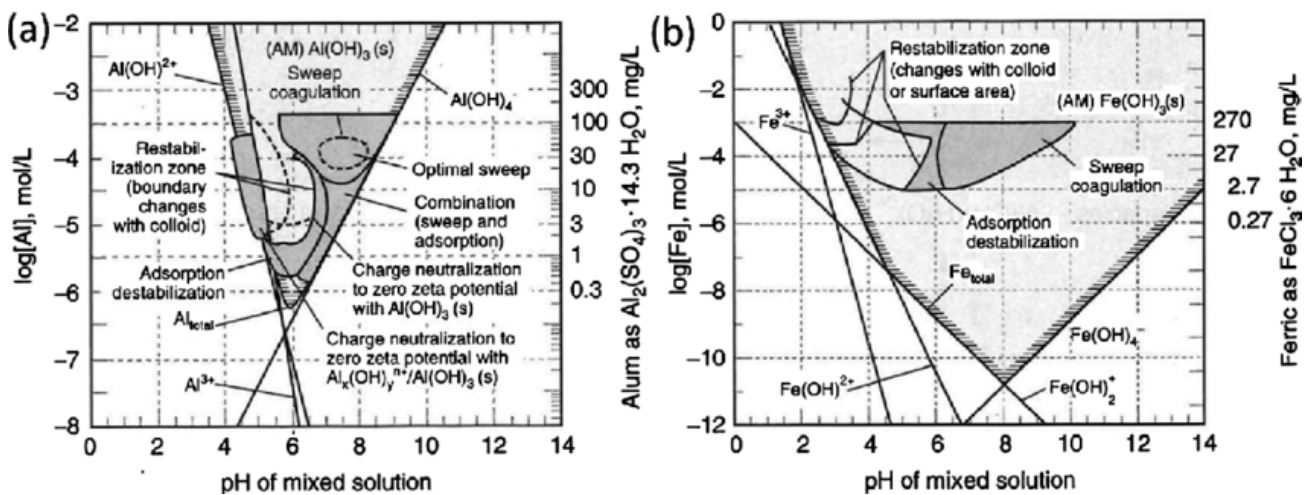 (a)
-2
-3
-4
-5
-6
-7
-8
log[Al], mol/L
0
2
4
6
8
10
12
14
pH of mixed solution
Al(OH)2+
(AM) Al(OH)3 (s)
Sweep
coagulation
Al(OH)4
Restabil-
ization zone
(boundary
changes
with colloid)
Optimal sweep
Combination
(sweep and
adsorption)
Adsorption
destabilization
Charge neutralization
to zero zeta potential
with Al(OH)3 (s)
Al total
Charge neutralization to
zero zeta potential with
Alx(OH)y n+/Al(OH)3 (s)
Al3+
300
100
30
10
3
1
0.3
Alum as Al2(SO4)3·14.3 H2O, mg/L
(b)
0
-2
-4
-6
-8
-10
-12
log[Fe], mol/L
0
2
4
6
8
10
12
14
pH of mixed solution
Restabilization zone
(changes with colloid
or surface area)
(AM) Fe(OH)3(s)
Fe3+
Sweep
coagulation
Adsorption
destabilization
Fe total
Fe(OH)4-
Fe(OH)2+
Fe(OH)2+
270
27
2.7
0.27
Ferric as FeCl3·6 H2O, mg/L